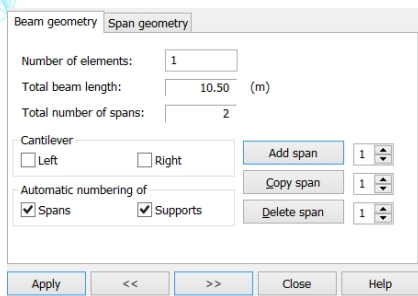 Beam geometry Span geometry
Number of elements: 1
Total beam length: 10.50 (m)
Total number of spans: 2
Cantilever
Left Right
Add span 1
Copy span 1
Automatic numbering of
Spans Supports
Delete span 1
Apply << >> Close Help